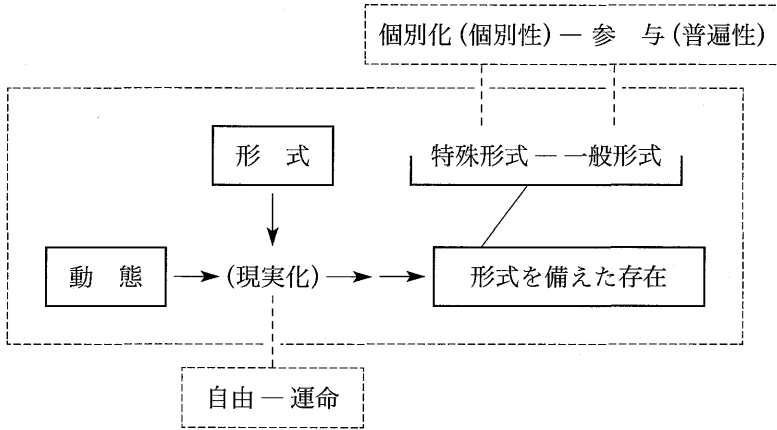 個別化(個別性)― 参 与(普遍性)
形 式
特殊形式 ― 一般形式
動 態
(現実化)
形式を備えた存在
自由 ― 運命